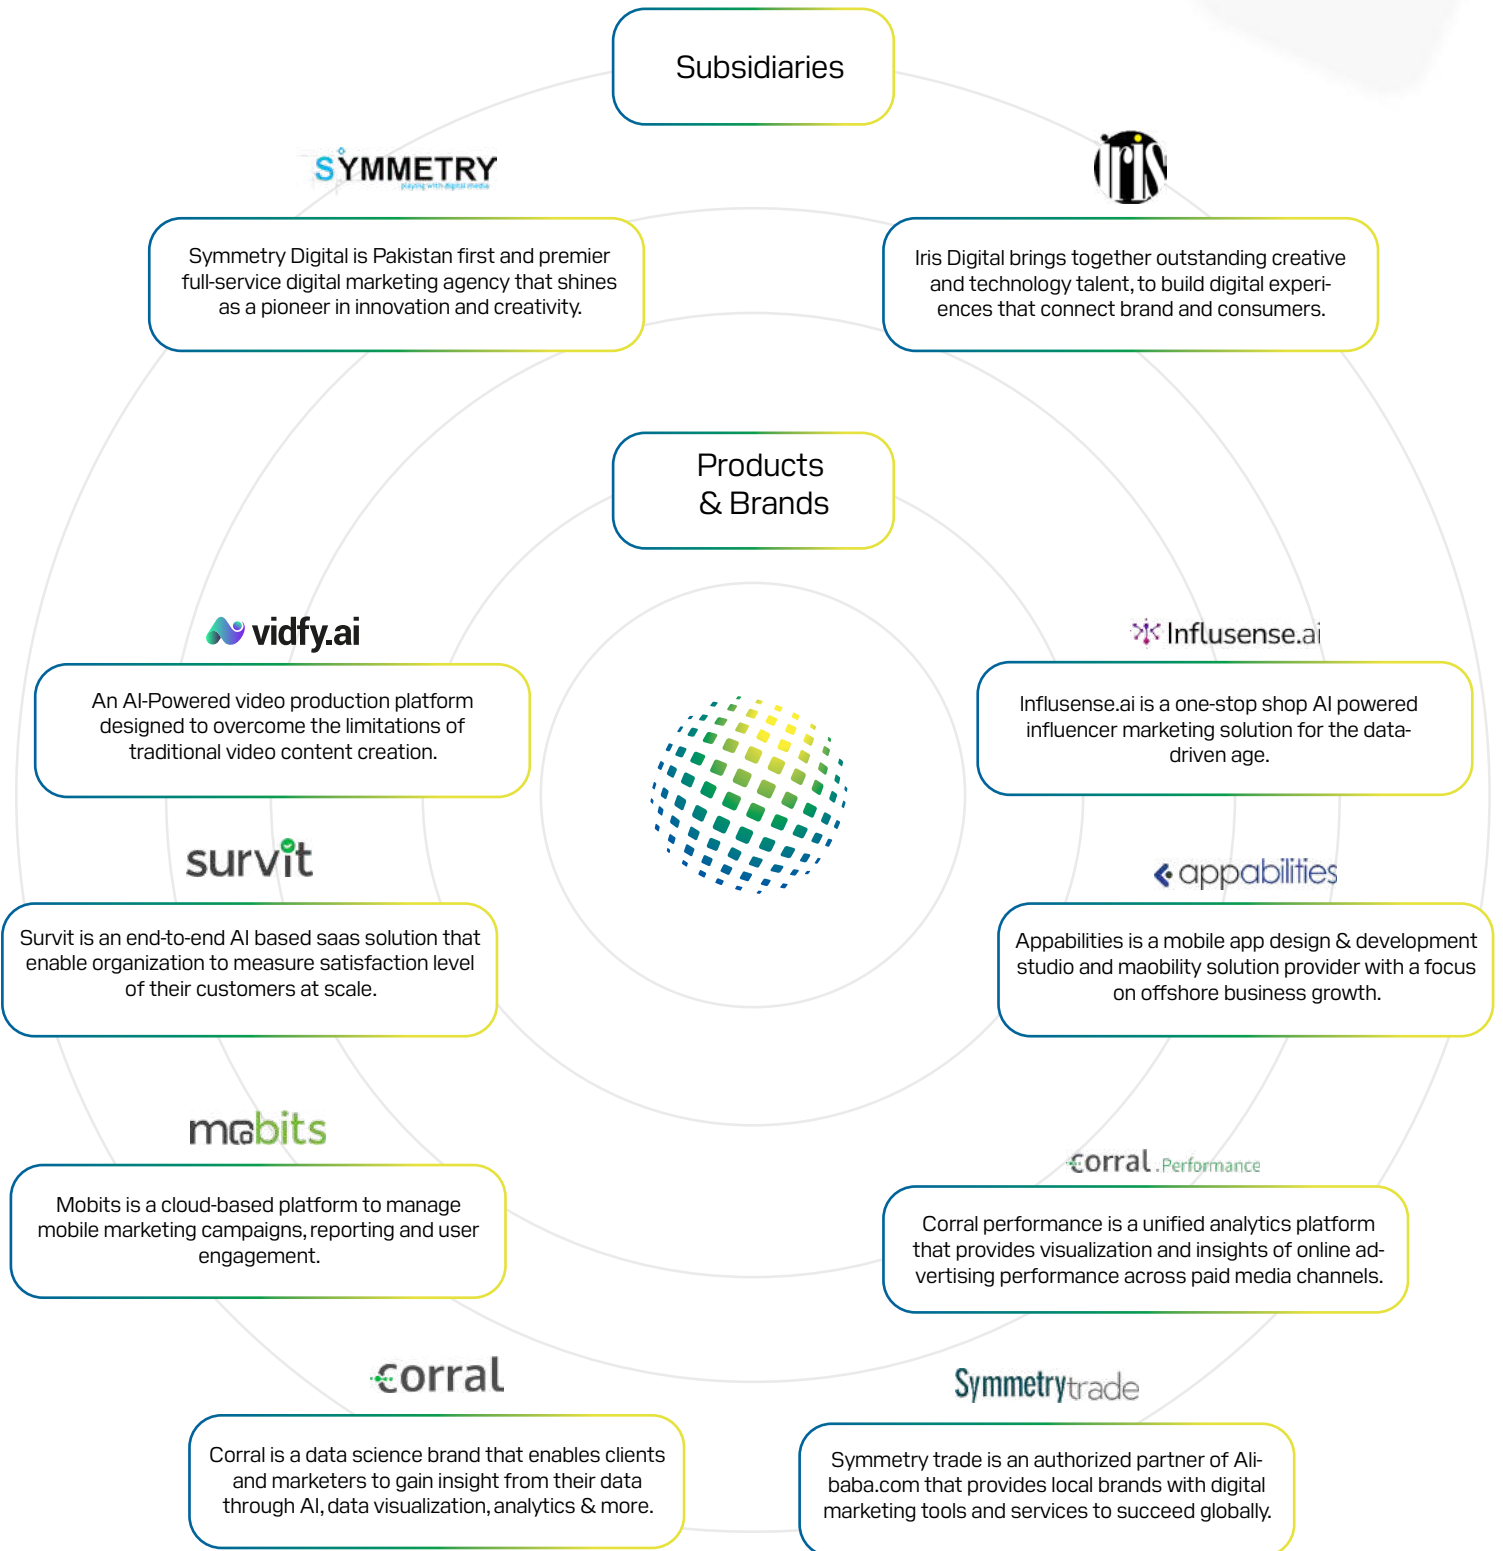 Subsidiaries
SYMMETRY
playing with digital media
Symmetry Digital is Pakistan first and premier
full-service digital marketing agency that shines
as a pioneer in innovation and creativity.
iris
Iris Digital brings together outstanding creative
and technology talent, to build digital experi-
ences that connect brand and consumers.
Products
& Brands
vidfy.ai
An AI-Powered video production platform
designed to overcome the limitations of
traditional video content creation.
Influsense.ai
Influsense.ai is a one-stop shop AI powered
influencer marketing solution for the data-
driven age.
survit
Survit is an end-to-end AI based saas solution that
enable organization to measure satisfaction level
of their customers at scale.
appabilities
Appabilities is a mobile app design & development
studio and maobility solution provider with a focus
on offshore business growth.
mobits
Mobits is a cloud-based platform to manage
mobile marketing campaigns, reporting and user
engagement.
corral.Performance
Corral performance is a unified analytics platform
that provides visualization and insights of online ad-
vertising performance across paid media channels.
corral
Corral is a data science brand that enables clients
and marketers to gain insight from their data
through AI, data visualization, analytics & more.
Symmetrytrade
Symmetry trade is an authorized partner of Ali-
baba.com that provides local brands with digital
marketing tools and services to succeed globally.